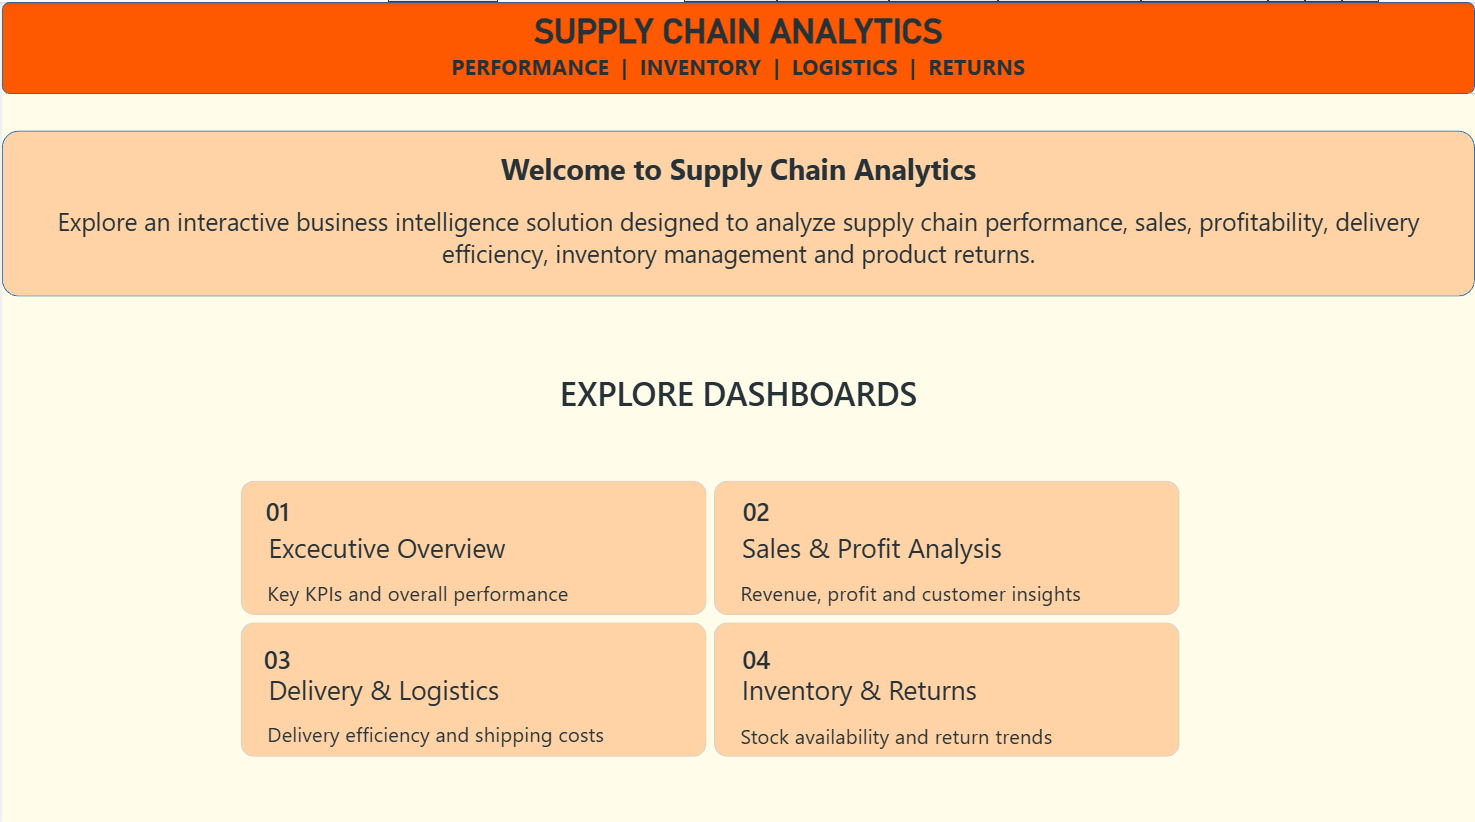 SUPPLY CHAIN ANALYTICS
PERFORMANCE | INVENTORY | LOGISTICS | RETURNS
Welcome to Supply Chain Analytics
Explore an interactive business intelligence solution designed to analyze supply chain performance, sales, profitability, delivery
efficiency, inventory management and product returns.
EXPLORE DASHBOARDS
01
Excecutive Overview
Key KPIs and overall performance
02
Sales & Profit Analysis
Revenue, profit and customer insights
03
Delivery & Logistics
Delivery efficiency and shipping costs
04
Inventory & Returns
Stock availability and return trends